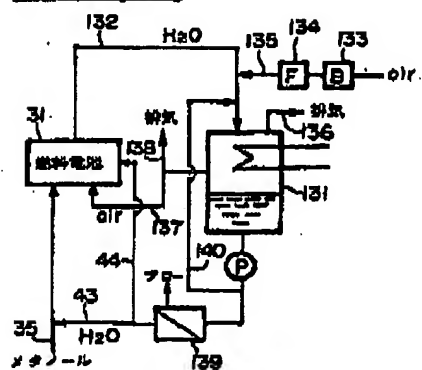 132
H2O
135
134
133
F
B
air
31
排気
138
排気
136
燃料電池
131
air
137
140
P
44
ブロー
43
35
H2O
139
メタノール